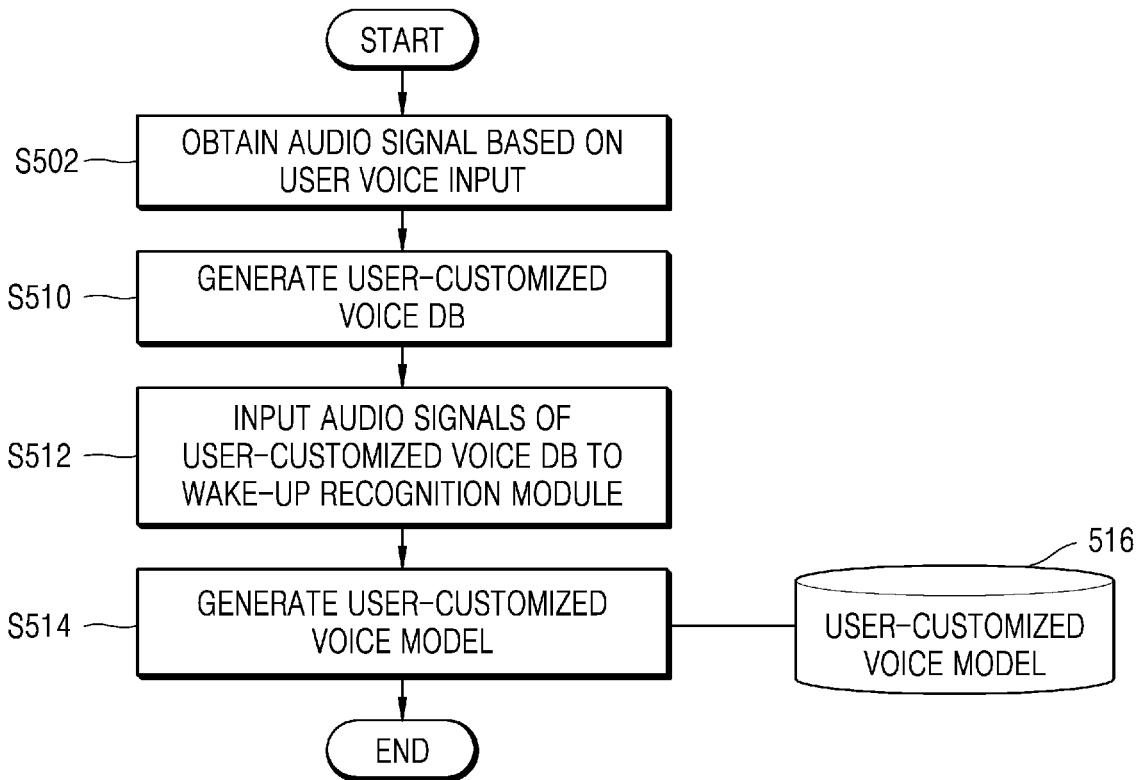 START
S502
OBTAIN AUDIO SIGNAL BASED ON
USER VOICE INPUT
S510
GENERATE USER-CUSTOMIZED
VOICE DB
S512
INPUT AUDIO SIGNALS OF
USER-CUSTOMIZED VOICE DB TO
WAKE-UP RECOGNITION MODULE
S514
GENERATE USER-CUSTOMIZED
VOICE MODEL
516
USER-CUSTOMIZED
VOICE MODEL
END